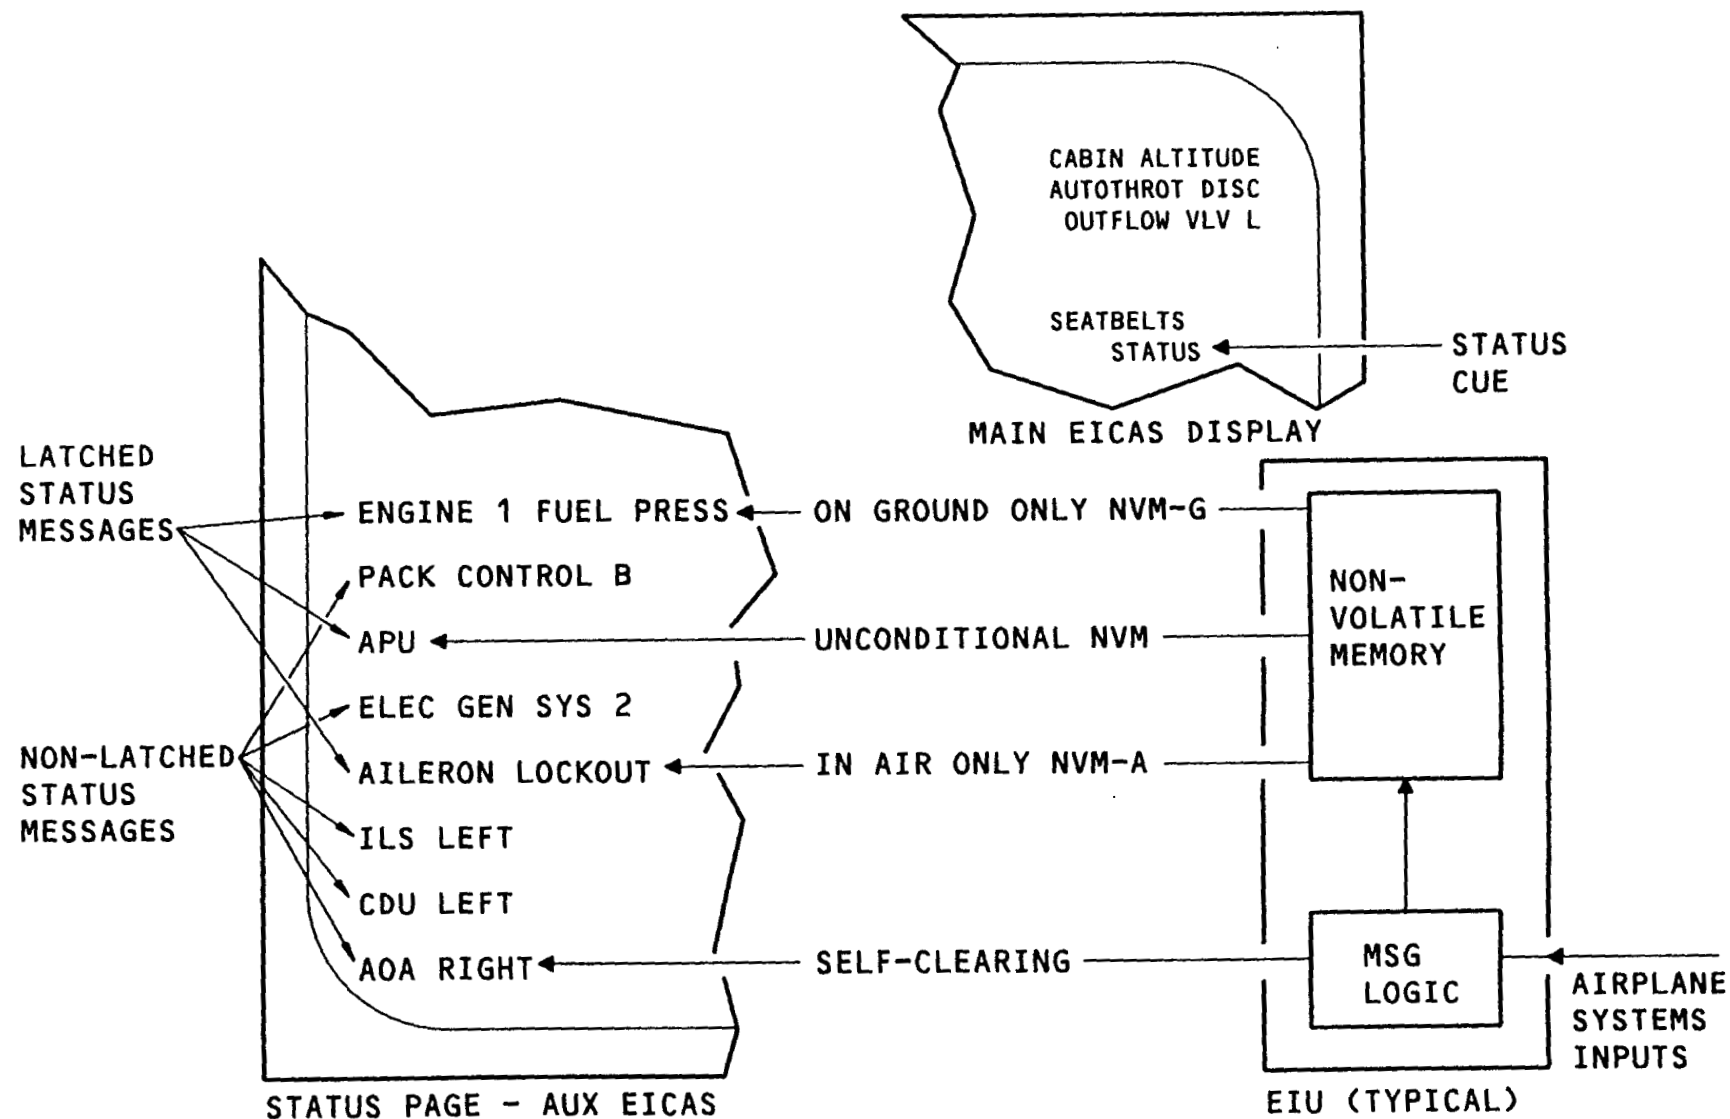 CABIN ALTITUDE
AUTOTHROT DISC
OUTFLOW VLV L
SEATBELTS
STATUS
STATUS
CUE
MAIN EICAS DISPLAY
LATCHED
STATUS
MESSAGES
NON-LATCHED
STATUS
MESSAGES
ENGINE 1 FUEL PRESS
PACK CONTROL B
APU
ELEC GEN SYS 2
AILERON LOCKOUT
ILS LEFT
CDU LEFT
AOA RIGHT
ON GROUND ONLY NVM-G
UNCONDITIONAL NVM
IN AIR ONLY NVM-A
SELF-CLEARING
NON-
VOLATILE
MEMORY
MSG
LOGIC
AIRPLANE
SYSTEMS
INPUTS
STATUS PAGE - AUX EICAS
EIU (TYPICAL)